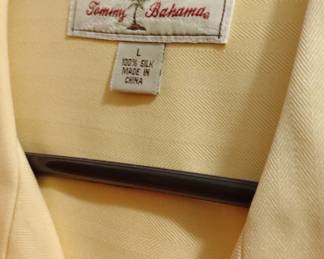 Tommy Bahama®
L
100% SILK
MADE IN
CHINA